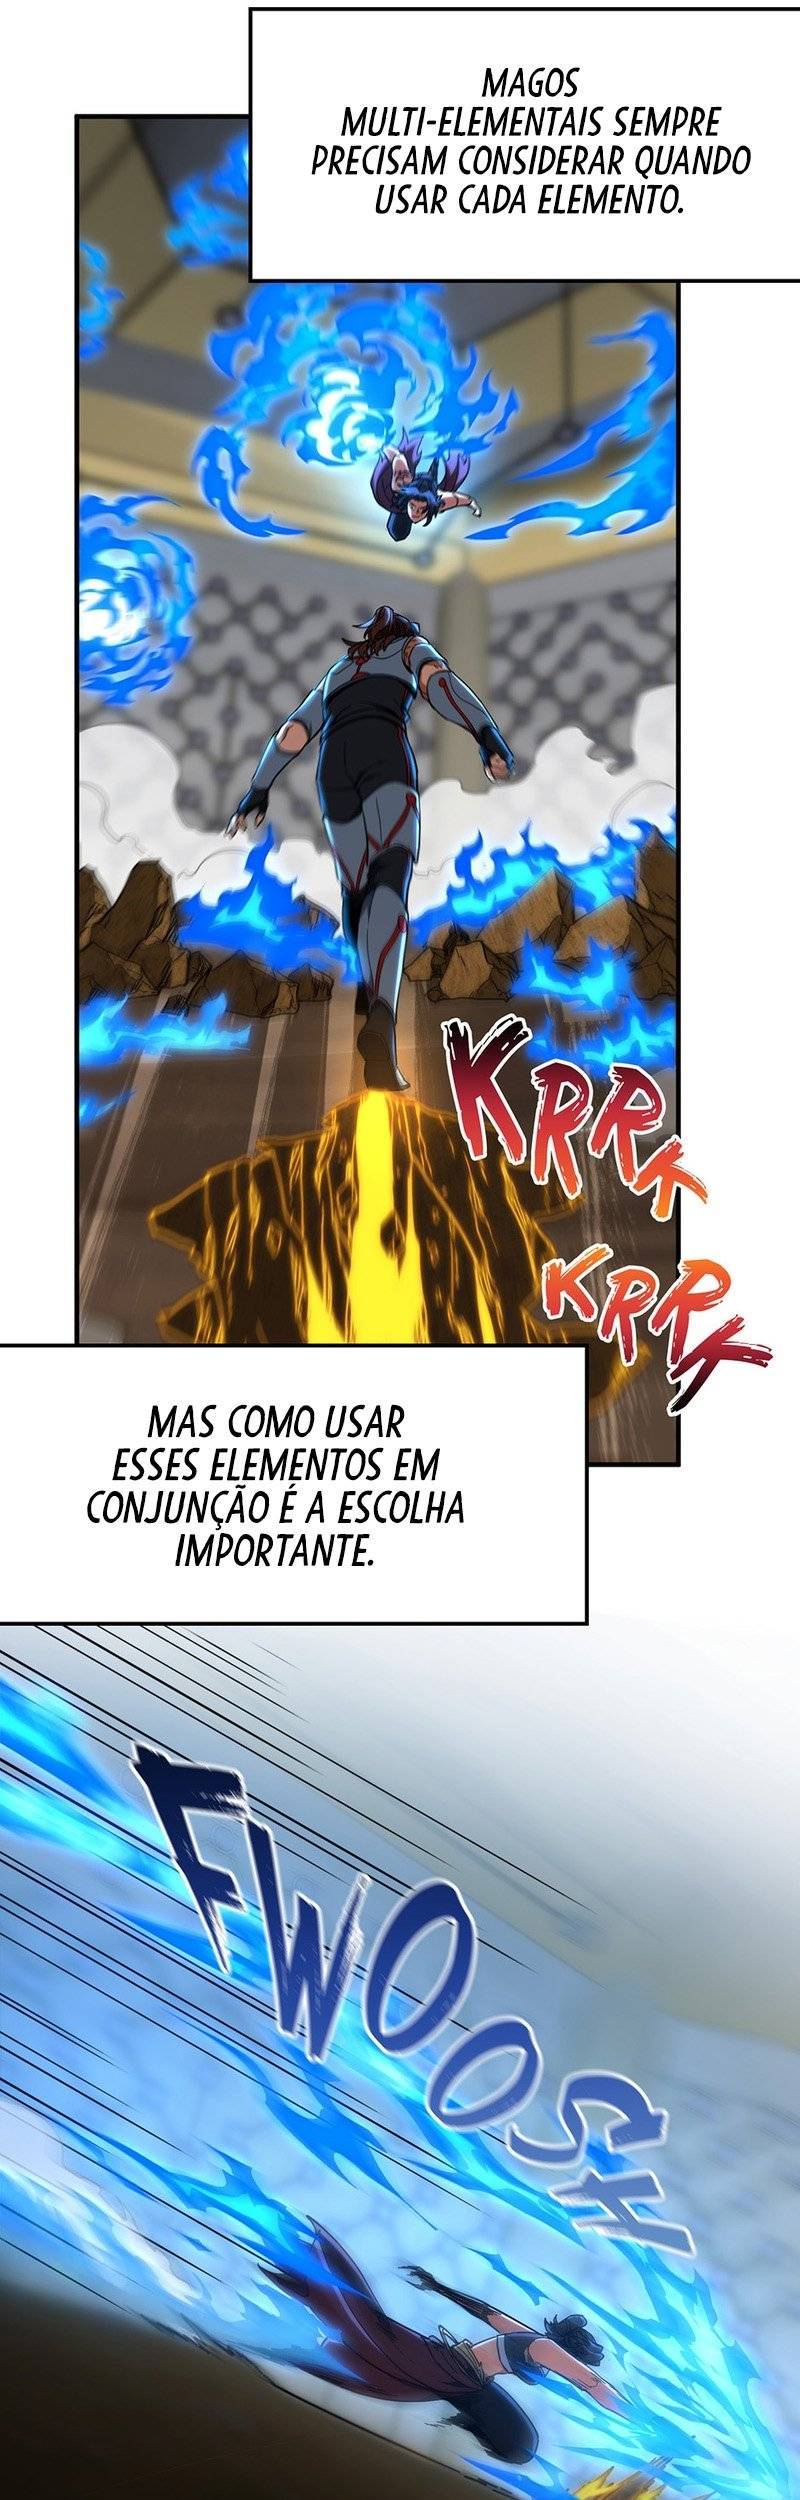 MAGOS
MULTI-ELEMENTAIS SEMPRE
PRECISAM CONSIDERAR QUANDO
USAR CADA ELEMENTO.
KRRK
KRRK
MAS COMO USAR
ESSES ELEMENTOS EM
CONJUNÇÃO É A ESCOLHA
IMPORTANTE.
FWOOSH